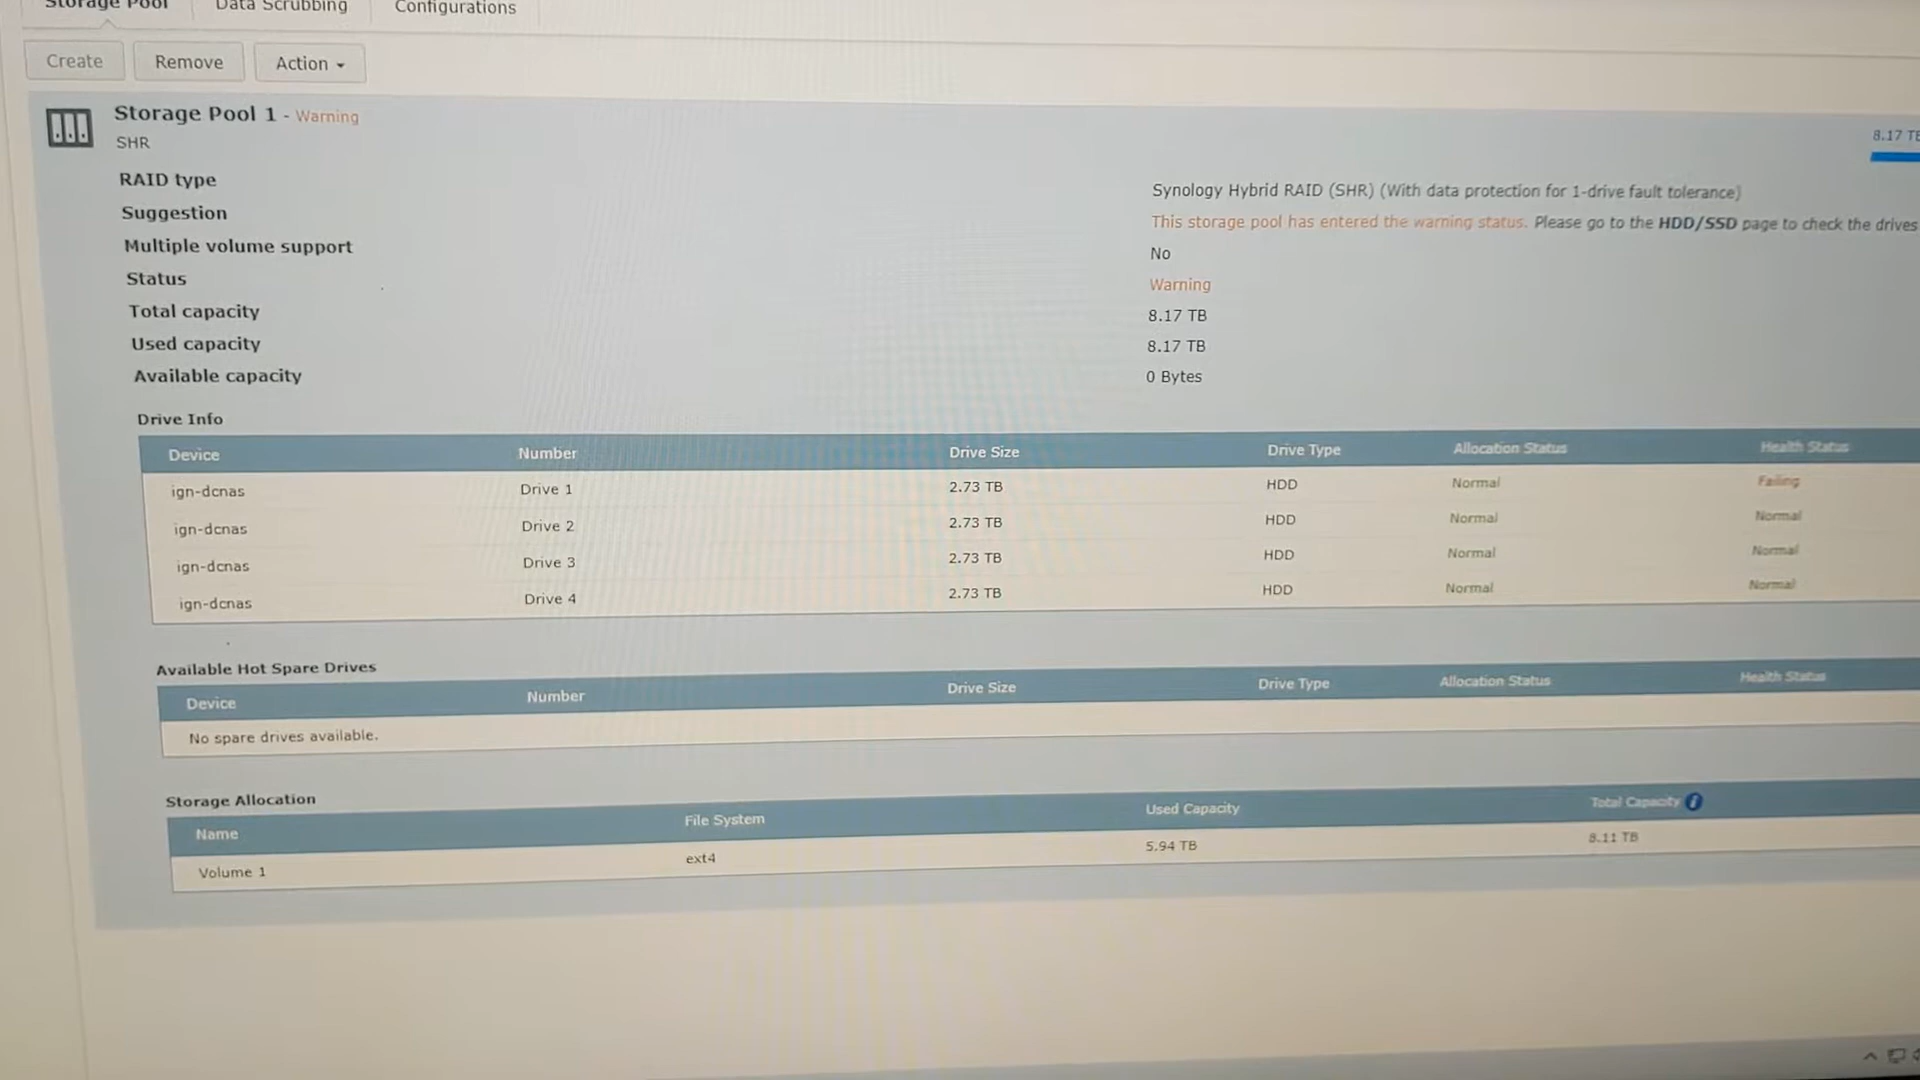 Storage Pool Data Scrubbing Configurations
Create Remove Action
Storage Pool 1 - Warning
SHR
8.17 TB
RAID type Synology Hybrid RAID (SHR) (With data protection for 1-drive fault tolerance)
Suggestion This storage pool has entered the warning status. Please go to the HDD/SSD page to check the drives
Multiple volume support No
Status Warning
Total capacity 8.17 TB
Used capacity 8.17 TB
Available capacity 0 Bytes
Drive Info
Device Number Drive Size Drive Type Allocation Status Health Status
ign-dcnas Drive 1 2.73 TB HDD Normal Failing
ign-dcnas Drive 2 2.73 TB HDD Normal Normal
ign-dcnas Drive 3 2.73 TB HDD Normal Normal
ign-dcnas Drive 4 2.73 TB HDD Normal Normal
Available Hot Spare Drives
Device Number Drive Size Drive Type Allocation Status Health Status
No spare drives available.
Storage Allocation
Name File System Used Capacity Total Capacity i
Volume 1 ext4 5.94 TB 8.11 TB